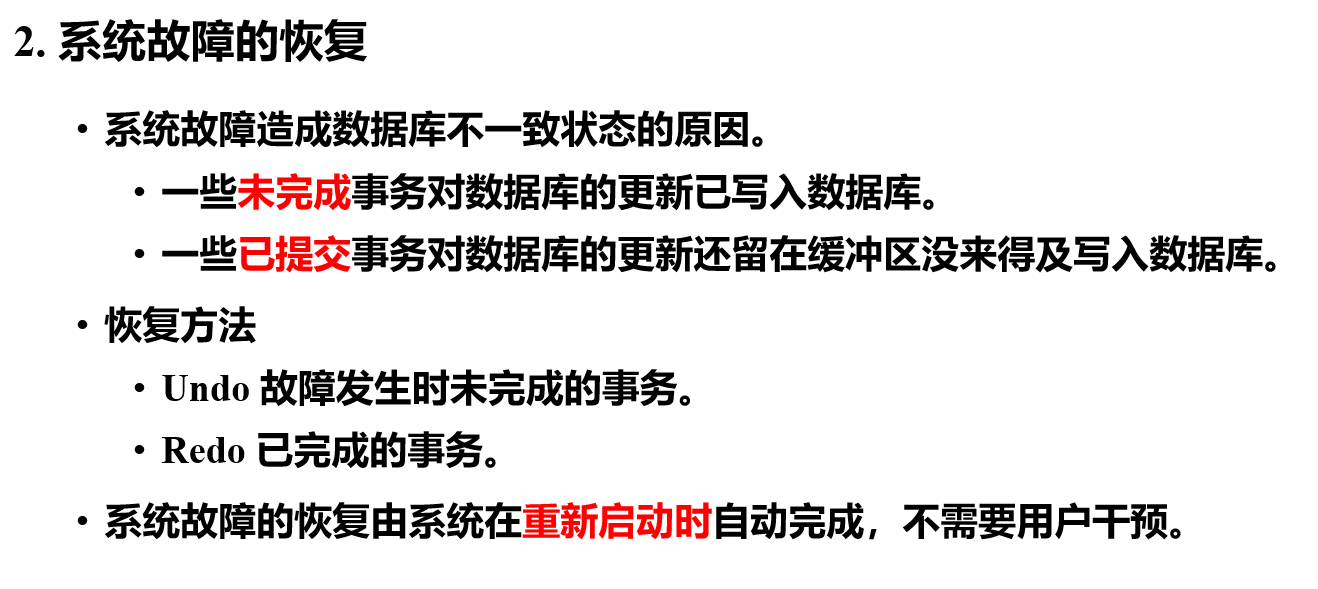 2. 系统故障的恢复
• 系统故障造成数据库不一致状态的原因。
• 一些未完成事务对数据库的更新已写入数据库。
• 一些已提交事务对数据库的更新还留在缓冲区没来得及写入数据库。
• 恢复方法
• Undo 故障发生时未完成的事务。
• Redo 已完成的事务。
• 系统故障的恢复由系统在重新启动时自动完成，不需要用户干预。